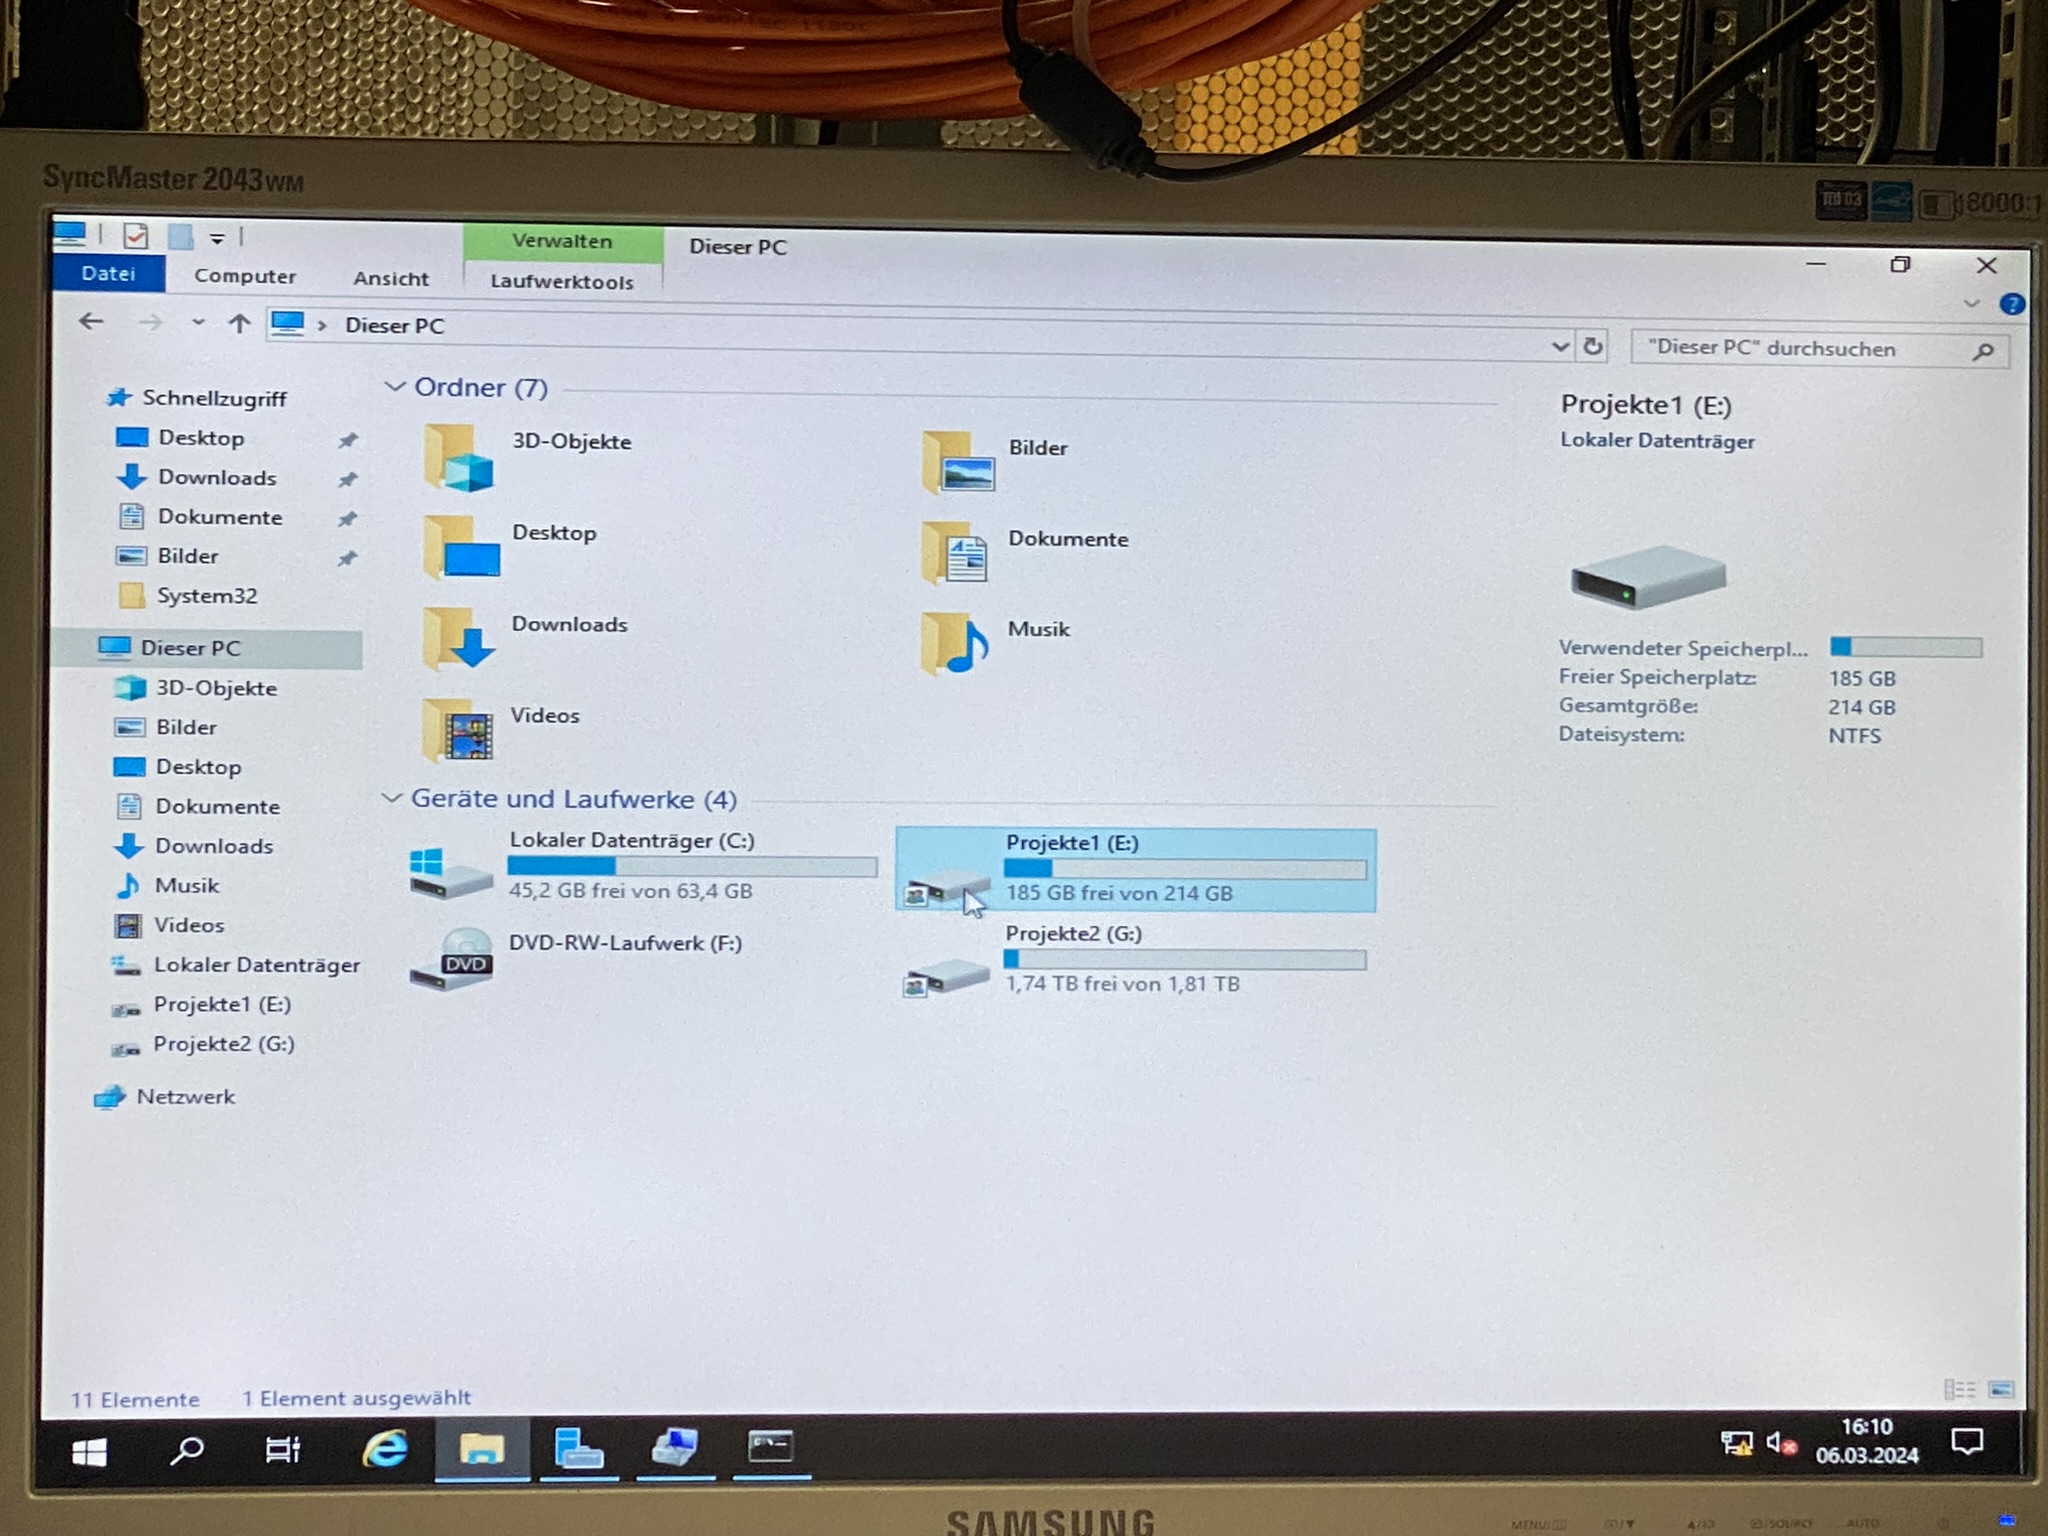 SyncMaster 2043WM
8000:1
Verwalten
Dieser PC
Datei
Computer
Ansicht
Laufwerktools
Dieser PC
"Dieser PC" durchsuchen
Schnellzugriff
Desktop
Downloads
Dokumente
Bilder
System32
Dieser PC
3D-Objekte
Bilder
Desktop
Dokumente
Downloads
Musik
Videos
Lokaler Datenträger
Projekte1 (E:)
Projekte2 (G:)
Netzwerk
Ordner (7)
3D-Objekte
Bilder
Desktop
Dokumente
Downloads
Musik
Videos
Geräte und Laufwerke (4)
Lokaler Datenträger (C:)
45,2 GB frei von 63,4 GB
Projekte1 (E:)
185 GB frei von 214 GB
DVD
DVD-RW-Laufwerk (F:)
Projekte2 (G:)
1,74 TB frei von 1,81 TB
Projekte1 (E:)
Lokaler Datenträger
Verwendeter Speicherpl...
Freier Speicherplatz: 185 GB
Gesamtgröße: 214 GB
Dateisystem: NTFS
11 Elemente
1 Element ausgewählt
16:10
06.03.2024
SAMSUNG
MENU
SOURCE
AUTO